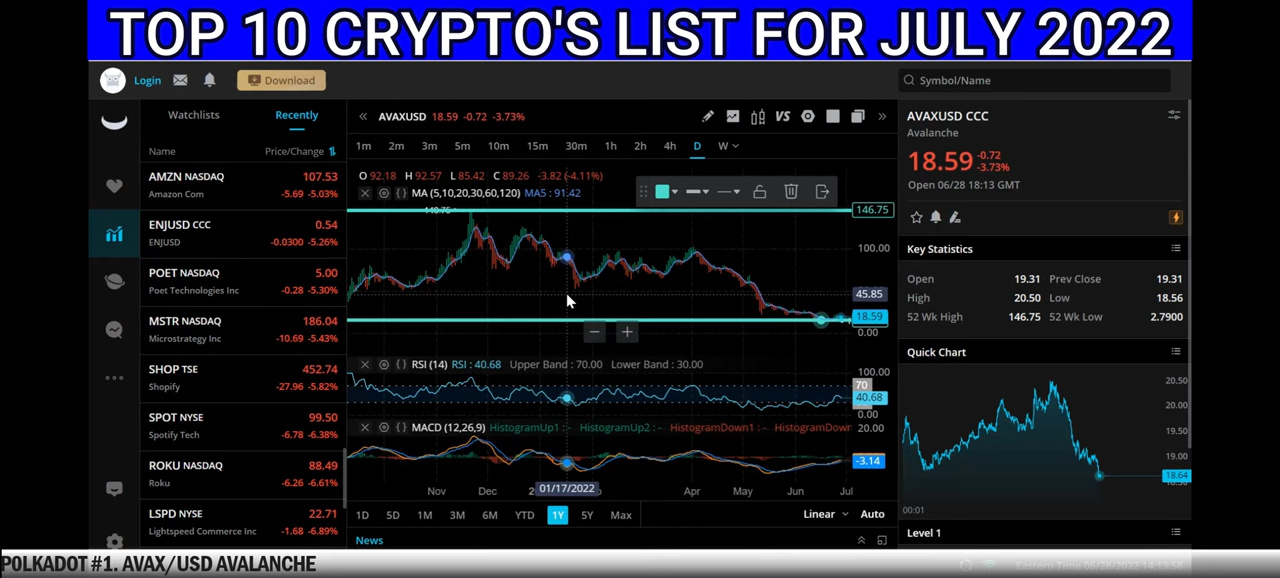 TOP 10 CRYPTO'S LIST FOR JULY 2022
Login
Download
Symbol/Name
Watchlists Recently
Name Price/Change
AMZN NASDAQ 107.53
Amazon Com -5.69 -5.03%
ENJUSD CCC 0.54
ENJUSD -0.0300 -5.26%
POET NASDAQ 5.00
Poet Technologies Inc -0.28 -5.30%
MSTR NASDAQ 186.04
Microstrategy Inc -10.69 -5.43%
SHOP TSE 452.74
Shopify -27.96 -5.82%
SPOT NYSE 99.50
Spotify Tech -6.78 -6.38%
ROKU NASDAQ 88.49
Roku -6.26 -6.61%
LSPD NYSE 22.71
Lightspeed Commerce Inc -1.68 -6.89%
AVAXUSD 18.59 -0.72 -3.73%
VS
1m 2m 3m 5m 10m 15m 30m 1h 2h 4h D W
O 92.18 H 92.57 L 85.42 C 89.26 -3.82 (-4.11%)
MA (5,10,20,30,60,120) MA5 : 91.42
146.75
100.00
45.85
18.59
0.00
RSI (14) RSI : 40.68 Upper Band : 70.00 Lower Band : 30.00
100.00
70
40.68
0.00
MACD (12,26,9) HistogramUp1 : - HistogramUp2 : - HistogramDown1 : - HistogramDown
20.00
-3.14
Nov Dec 01/17/2022 Apr May Jun Jul
1D 5D 1M 3M 6M YTD 1Y 5Y Max Linear Auto
News
AVAXUSD CCC
Avalanche
18.59 -0.72
-3.73%
Open 06/28 18:13 GMT
Key Statistics
Open 19.31 Prev Close 19.31
High 20.50 Low 18.56
52 Wk High 146.75 52 Wk Low 2.7900
Quick Chart
20.50
20.00
19.50
19.00
18.64
00:01
Level 1
Eastern Time 06/28/2022 14:13:58
POLKADOT #1. AVAX/USD AVALANCHE